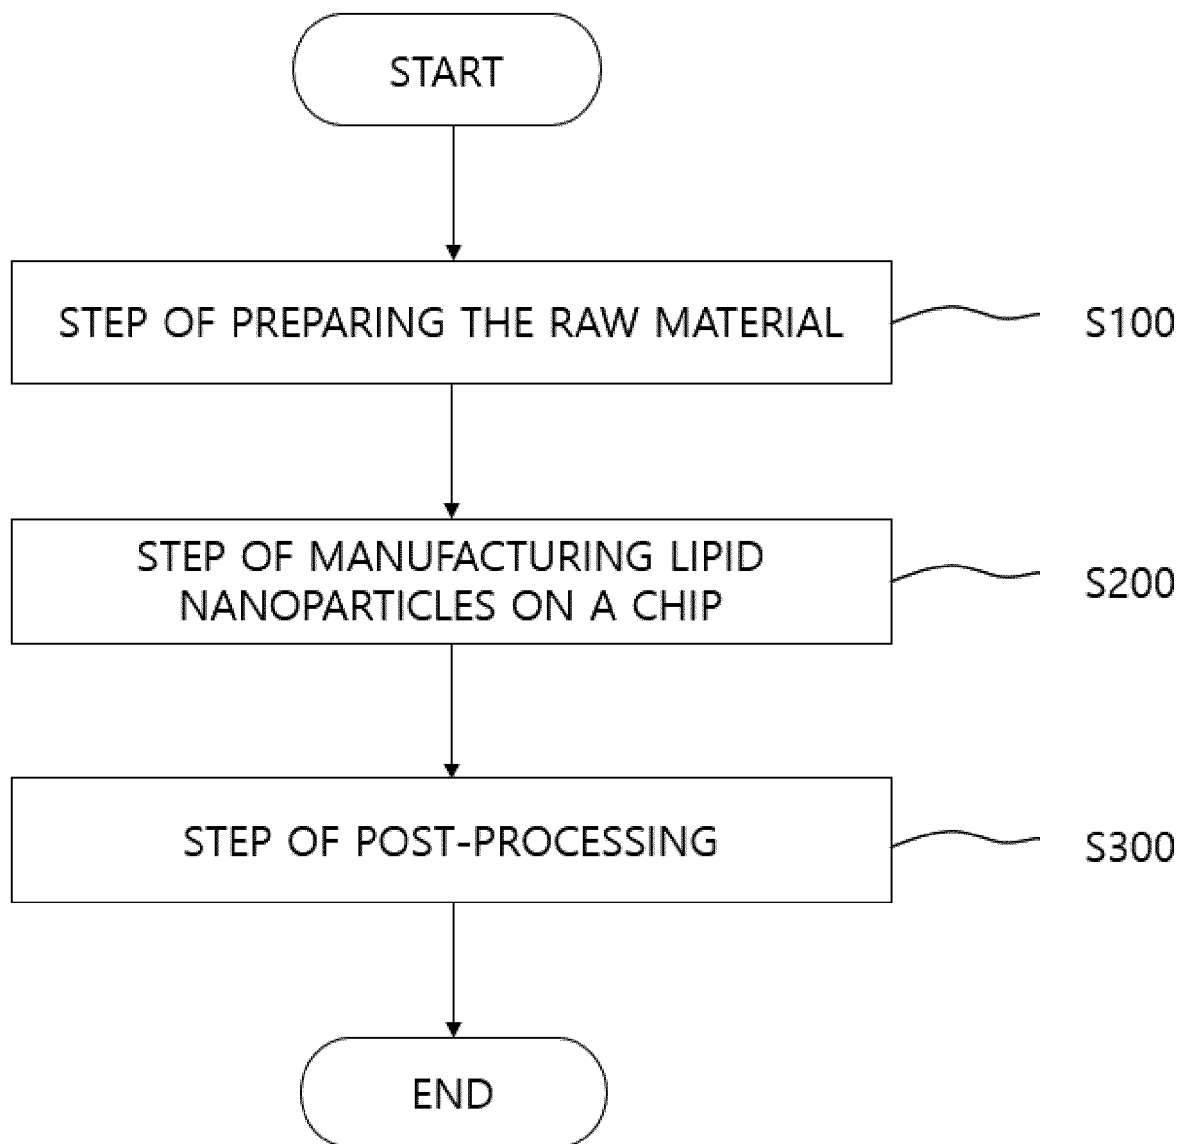 START
STEP OF PREPARING THE RAW MATERIAL
S100
STEP OF MANUFACTURING LIPID
NANOPARTICLES ON A CHIP
S200
STEP OF POST-PROCESSING
S300
END